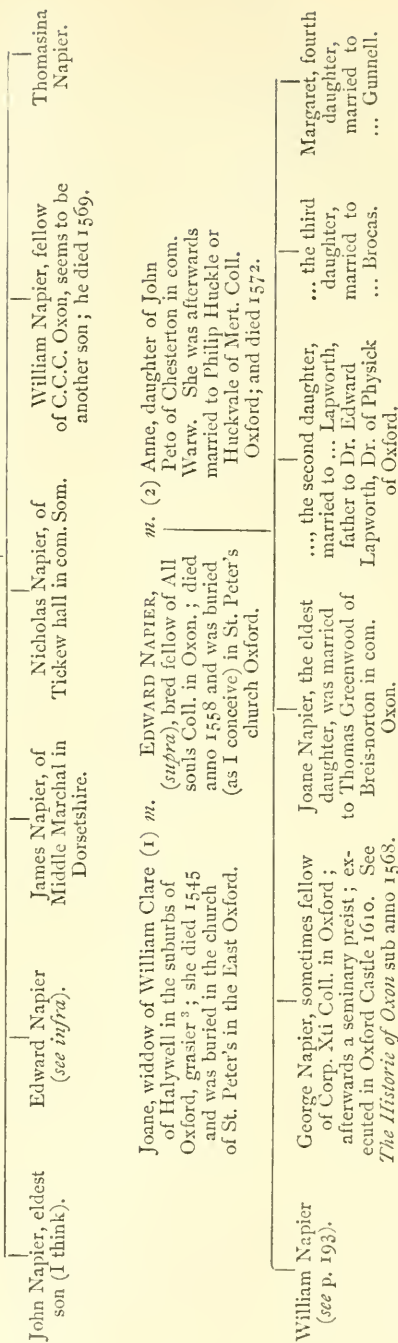 John Napier, eldest
son (I think).
Edward Napier
(see infra).
James Napier, of
Middle Marchal in
Dorsetshire.
Nicholas Napier, of
Tickew hall in com. Som.
William Napier, fellow
of C.C.C. Oxon, seems to be
another son; he died 1569.
Thomasina
Napier.
Joane, widdow of William Clare (1) m.
of Halywell in the suburbs of
Oxford, grasier ³; she died 1545
and was buried in the church
of St. Peter's in the East Oxford.
EDWARD NAPIER,
(supra), bred fellow of All
souls Coll. in Oxon.; died
anno 1558 and was buried
(as I conceive) in St. Peter's
church Oxford.
m. (2) Anne, daughter of John
Peto of Chesterton in com.
Warw. She was afterwards
married to Philip Huckle or
Huckvale of Mert. Coll.
Oxford; and died 1572.
William Napier
(see p. 193).
George Napier, sometimes fellow
of Corp. Xti Coll. in Oxford;
afterwards a seminary preist; ex-
ecuted in Oxford Castle 1610. See
The Historie of Oxon sub anno 1568.
Joane Napier, the eldest
daughter, was married
to Thomas Greenwood of
Breis-norton in com.
Oxon.
..., the second daughter,
married to ... Lapworth,
father to Dr. Edward
Lapworth, Dr. of Physick
of Oxford.
... the third
daughter,
married to
... Brocas.
Margaret, fourth
daughter,
married to
... Gunnell.